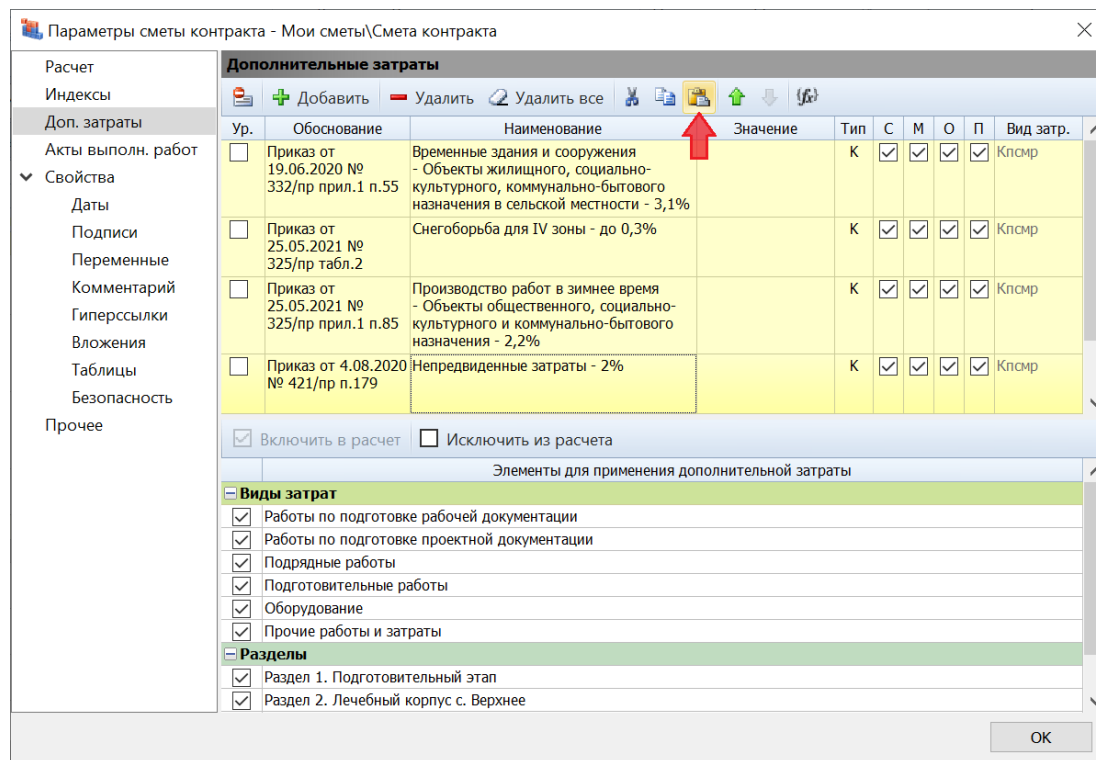 Параметры сметы контракта - Мои сметы\Смета контракта
Расчет
Индексы
Доп. затраты
Акты выполн. работ
Свойства
Даты
Подписи
Переменные
Комментарий
Гиперссылки
Вложения
Таблицы
Безопасность
Прочее
Дополнительные затраты
Добавить Удалить Удалить все {fx}
Ур. Обоснование Наименование Значение Тип С М О П Вид затр.
Приказ от
19.06.2020 №
332/пр прил.1 п.55
Временные здания и сооружения
- Объекты жилищного, социально-
культурного, коммунально-бытового
назначения в сельской местности - 3,1%
К Кпсмр
Приказ от
25.05.2021 №
325/пр табл.2
Снегоборьба для IV зоны - до 0,3%
К Кпсмр
Приказ от
25.05.2021 №
325/пр прил.1 п.85
Производство работ в зимнее время
- Объекты общественного, социально-
культурного и коммунально-бытового
назначения - 2,2%
К Кпсмр
Приказ от 4.08.2020
№ 421/пр п.179
Непредвиденные затраты - 2%
К Кпсмр
Включить в расчет Исключить из расчета
Элементы для применения дополнительной затраты
Виды затрат
Работы по подготовке рабочей документации
Работы по подготовке проектной документации
Подрядные работы
Подготовительные работы
Оборудование
Прочие работы и затраты
Разделы
Раздел 1. Подготовительный этап
Раздел 2. Лечебный корпус с. Верхнее
ОК